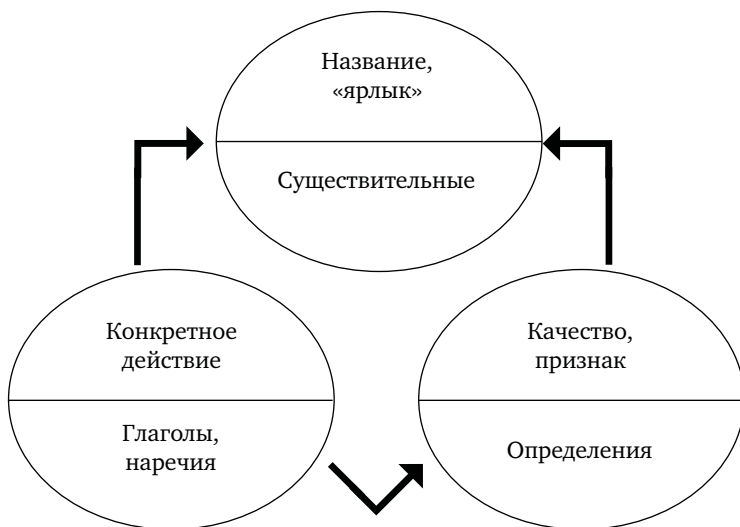 Название,
«ярлык»
Существительные
Конкретное
действие
Глаголы,
наречия
Качество,
признак
Определения